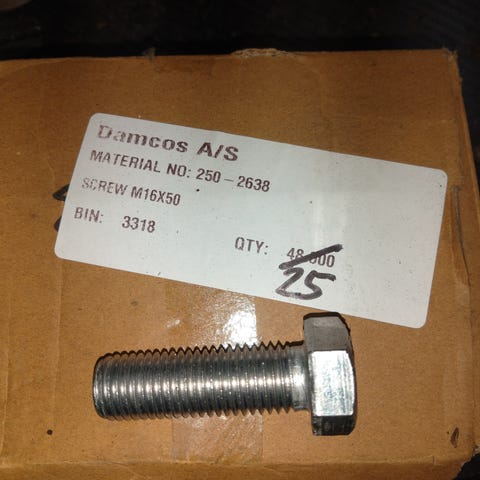 Damcos A/S
MATERIAL NO: 250-2638
SCREW M16X50
BIN: 3318
QTY: 48,000
25